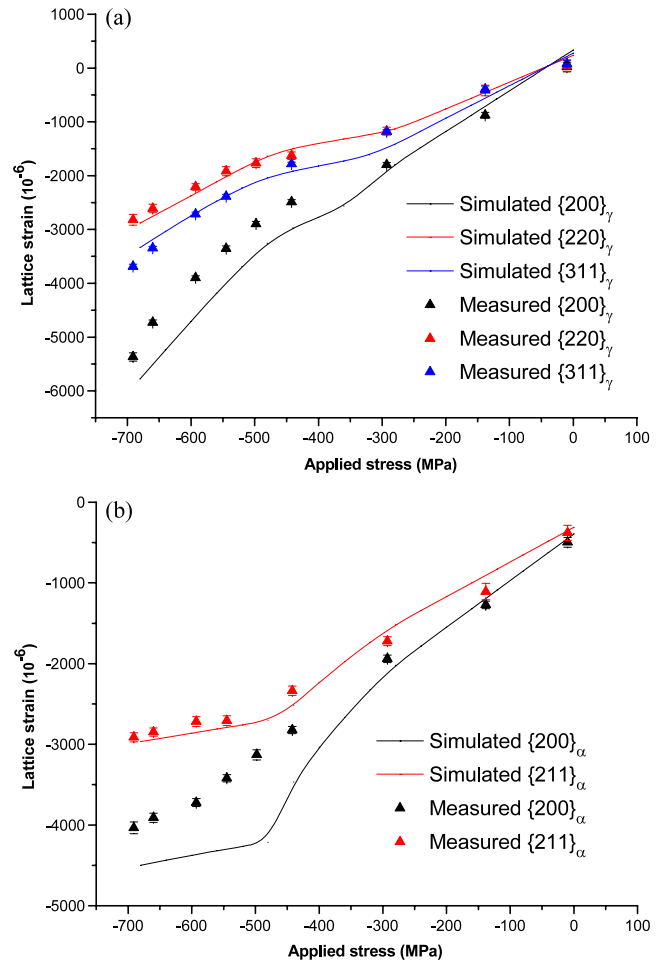 (a)
1000
0
-1000
-2000
-3000
-4000
-5000
-6000
Lattice strain (10⁻⁶)
Simulated {200}γ
Simulated {220}γ
Simulated {311}γ
Measured {200}γ
Measured {220}γ
Measured {311}γ
-700 -600 -500 -400 -300 -200 -100 0 100
Applied stress (MPa)
(b)
0
-1000
-2000
-3000
-4000
-5000
Lattice strain (10⁻⁶)
Simulated {200}α
Simulated {211}α
Measured {200}α
Measured {211}α
-700 -600 -500 -400 -300 -200 -100 0 100
Applied stress (MPa)